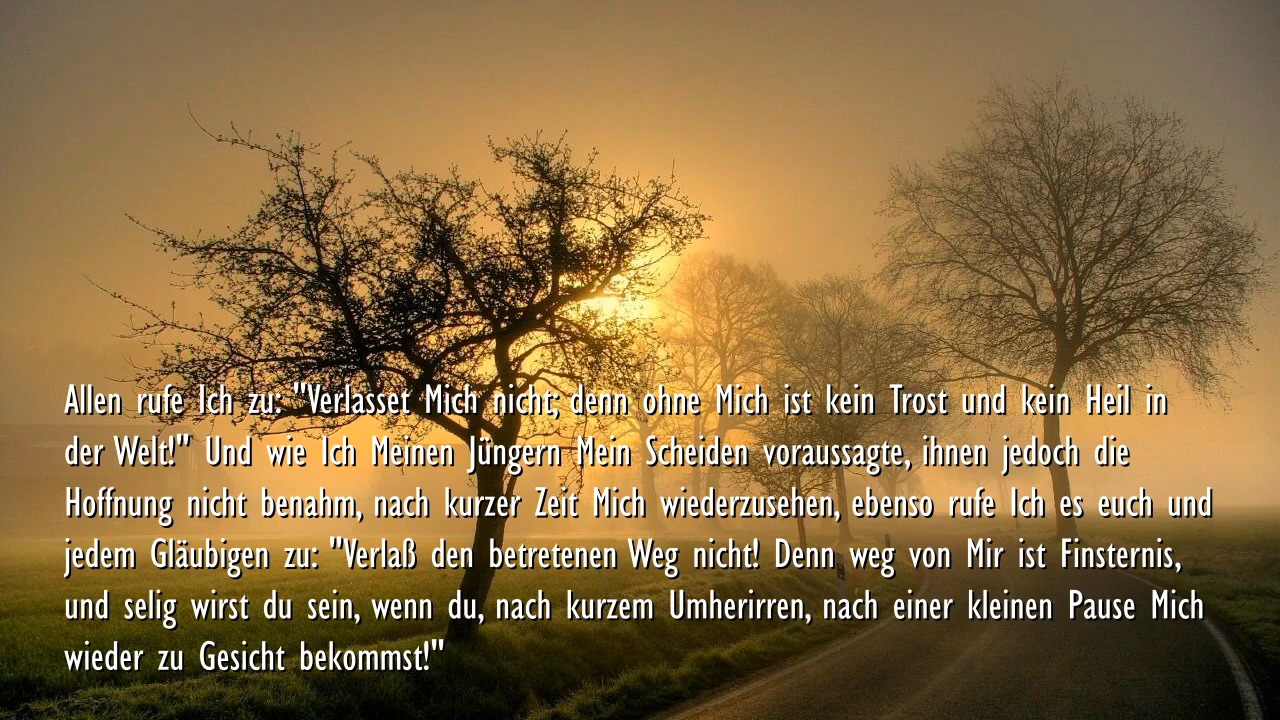 Allen rufe Ich zu: "Verlasset Mich nicht; denn ohne Mich ist kein Trost und kein Heil in
der Welt!" Und wie Ich Meinen Jüngern Mein Scheiden voraussagte, ihnen jedoch die
Hoffnung nicht benahm, nach kurzer Zeit Mich wiederzusehen, ebenso rufe Ich es euch und
jedem Gläubigen zu: "Verlaß den betretenen Weg nicht! Denn weg von Mir ist Finsternis,
und selig wirst du sein, wenn du, nach kurzem Umherirren, nach einer kleinen Pause Mich
wieder zu Gesicht bekommst!"